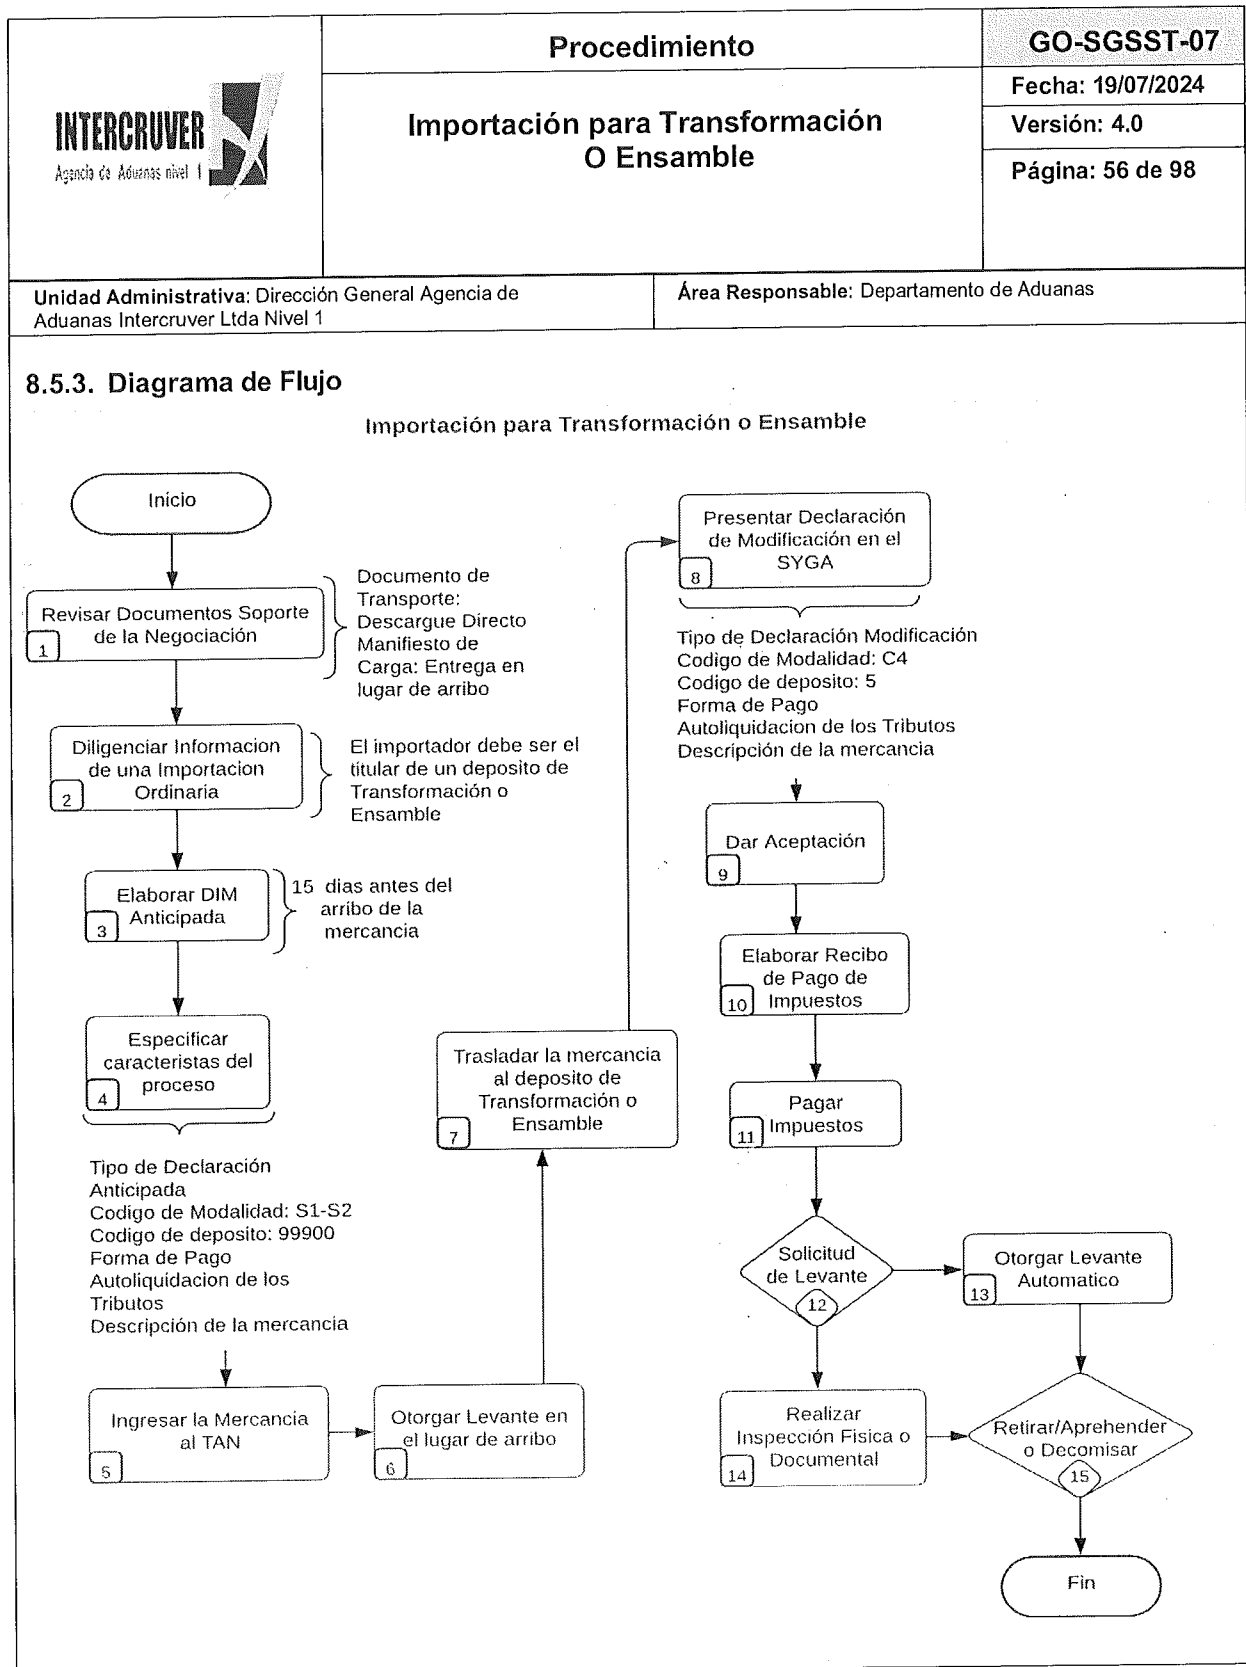 INTERCRUVER
Agencia de Aduanas nivel 1
Procedimiento
Importación para Transformación
O Ensamble
GO-SGSST-07
Fecha: 19/07/2024
Versión: 4.0
Página: 56 de 98
Unidad Administrativa: Dirección General Agencia de
Aduanas Intercruver Ltda Nivel 1
Área Responsable: Departamento de Aduanas
8.5.3. Diagrama de Flujo
Importación para Transformación o Ensamble
Inicio
Revisar Documentos Soporte
de la Negociación
1
Documento de
Transporte:
Descargue Directo
Manifiesto de
Carga: Entrega en
lugar de arribo
Diligenciar Informacion
de una Importacion
Ordinaria
2
El importador debe ser el
titular de un deposito de
Transformación o
Ensamble
Elaborar DIM
Anticipada
3
15 dias antes del
arribo de la
mercancia
Especificar
caracteristas del
proceso
4
Tipo de Declaración
Anticipada
Codigo de Modalidad: S1-S2
Codigo de deposito: 99900
Forma de Pago
Autoliquidacion de los
Tributos
Descripción de la mercancia
Ingresar la Mercancia
al TAN
5
Otorgar Levante en
el lugar de arribo
6
Trasladar la mercancia
al deposito de
Transformación o
Ensamble
7
Presentar Declaración
de Modificación en el
SYGA
8
Tipo de Declaración Modificación
Codigo de Modalidad: C4
Codigo de deposito: 5
Forma de Pago
Autoliquidacion de los Tributos
Descripción de la mercancia
Dar Aceptación
9
Elaborar Recibo
de Pago de
Impuestos
10
Pagar
Impuestos
11
Solicitud
de Levante
12
Otorgar Levante
Automatico
13
Realizar
Inspección Fisica o
Documental
14
Retirar/Aprehender
o Decomisar
15
Fin